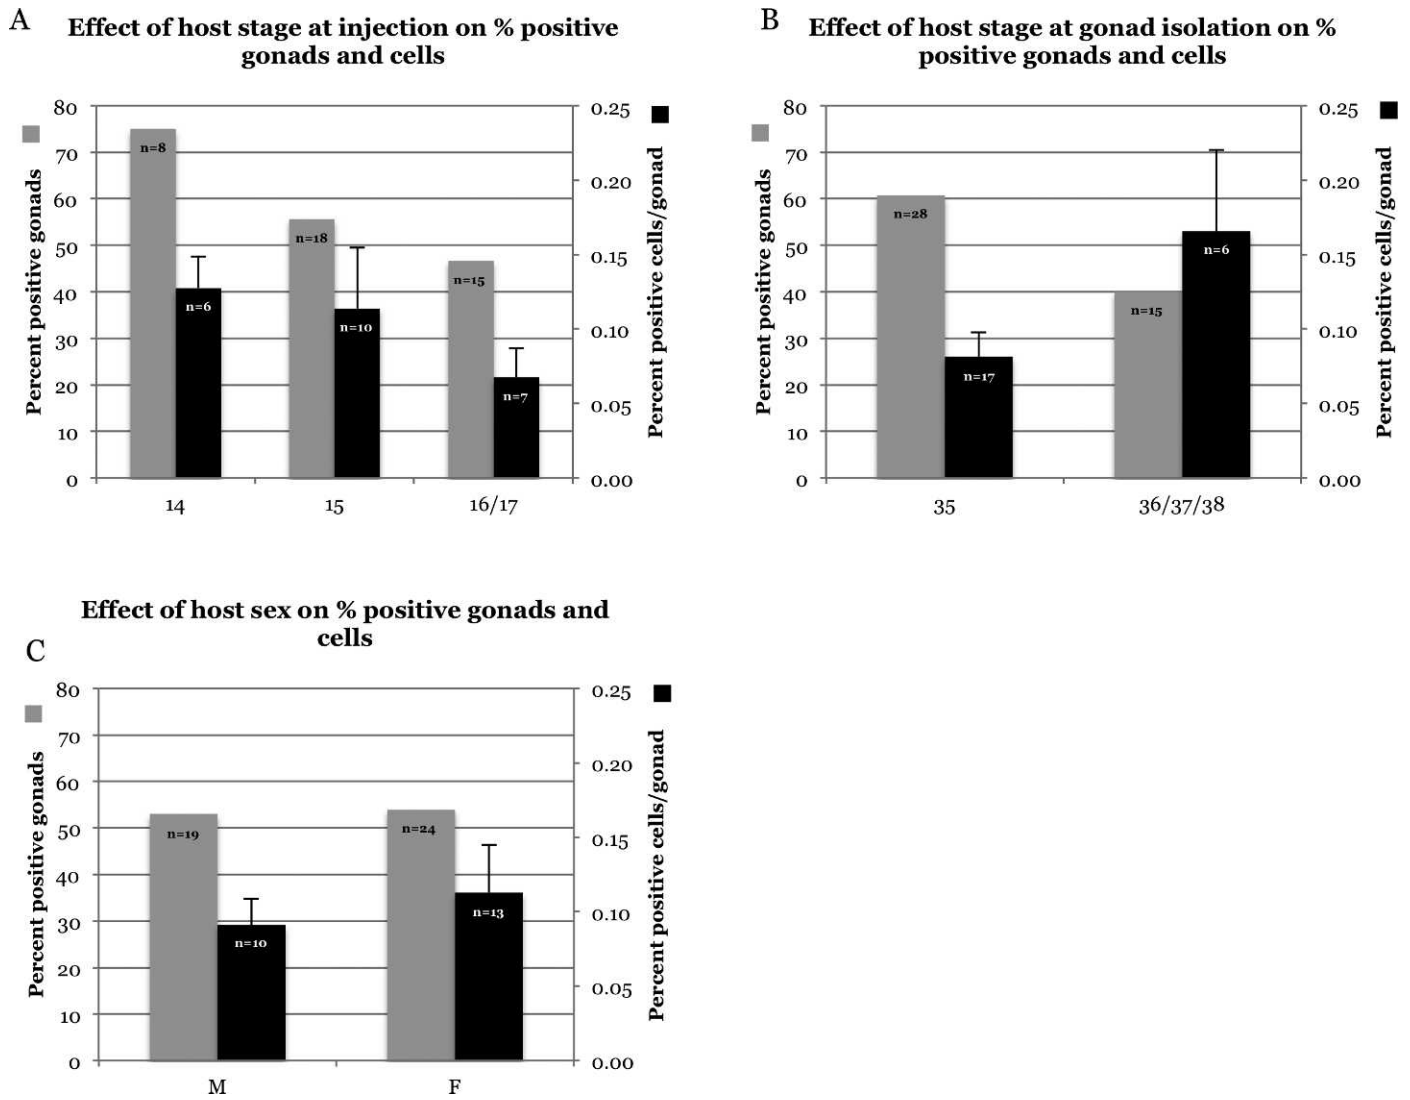 A
Effect of host stage at injection on % positive
gonads and cells
Percent positive gonads
80
70
60
50
40
30
20
10
0
n=8
n=6
n=18
n=10
n=15
n=7
14
15
16/17
0.25
0.20
0.15
0.10
0.05
0.00
Percent positive cells/gonad
B
Effect of host stage at gonad isolation on %
positive gonads and cells
Percent positive gonads
80
70
60
50
40
30
20
10
0
n=28
n=17
n=15
n=6
35
36/37/38
0.25
0.20
0.15
0.10
0.05
0.00
Percent positive cells/gonad
C
Effect of host sex on % positive gonads and
cells
Percent positive gonads
80
70
60
50
40
30
20
10
0
n=19
n=10
n=24
n=13
M
F
0.25
0.20
0.15
0.10
0.05
0.00
Percent positive cells/gonad